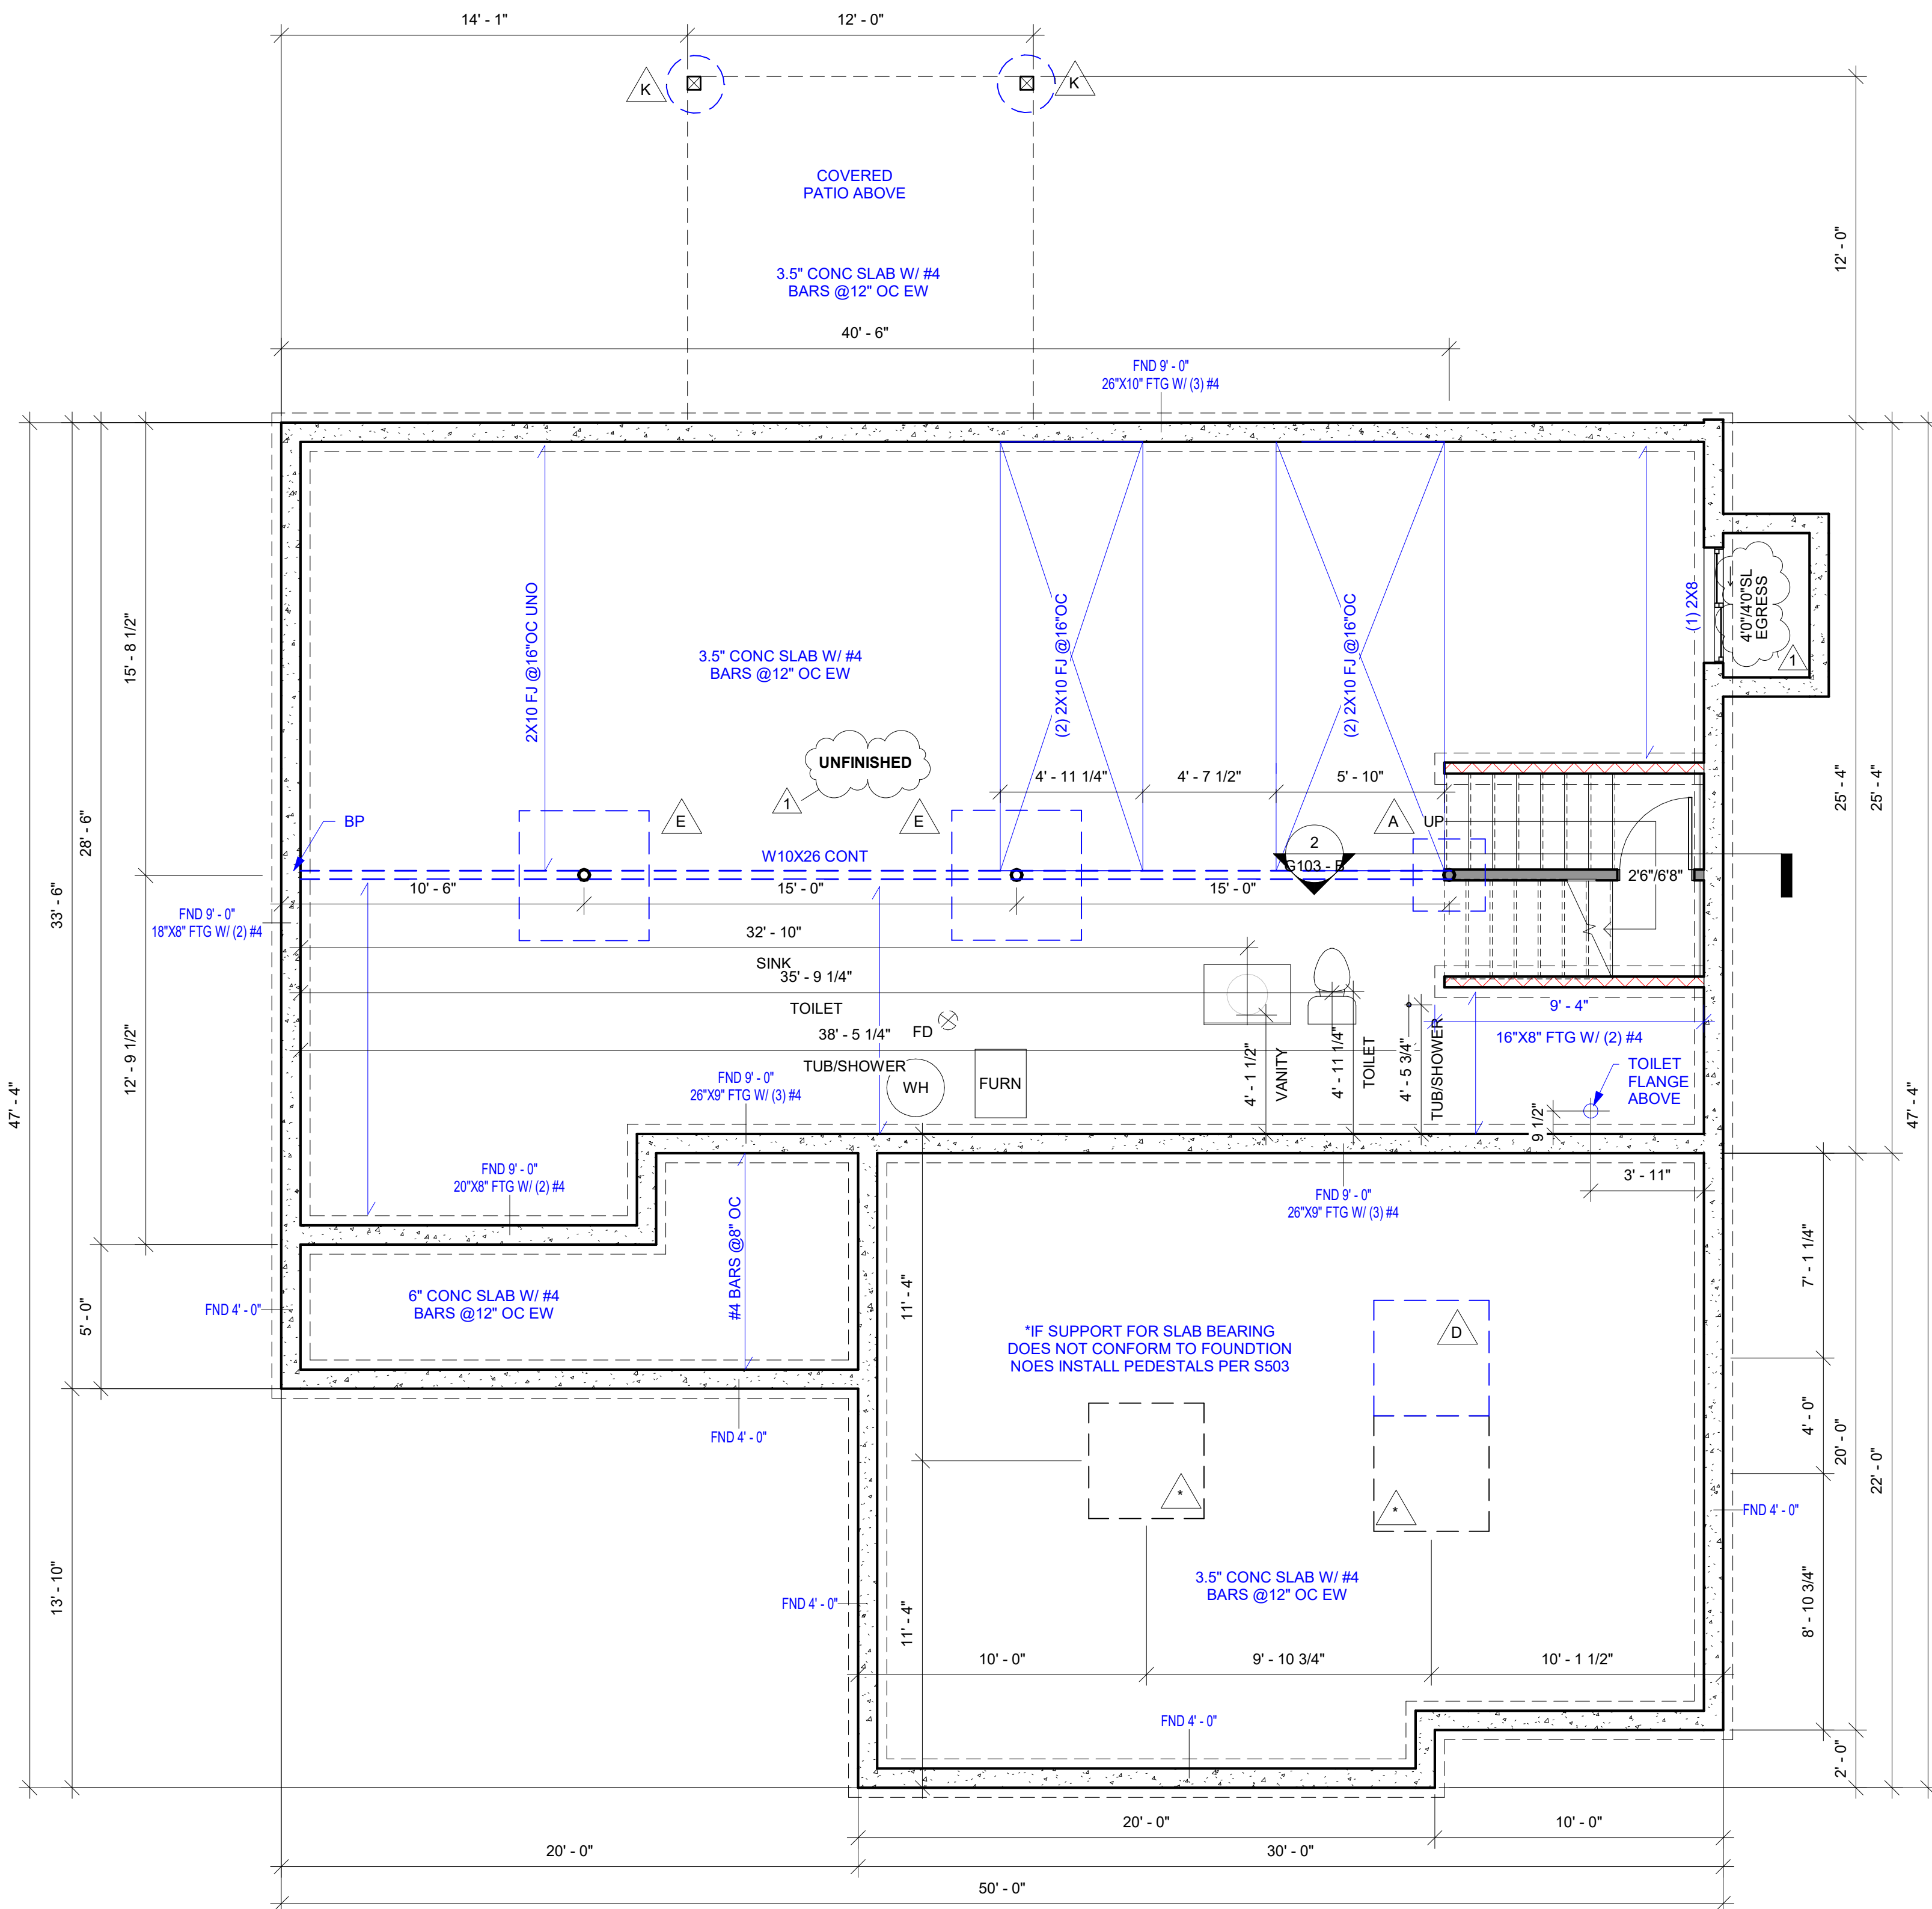 14' - 1"
12' - 0"
K
K
COVERED
PATIO ABOVE
12' - 0"
3.5" CONC SLAB W/ #4
BARS @12" OC EW
40' - 6"
FND 9' - 0"
26"X10" FTG W/ (3) #4
2X10 FJ @16"OC UNO
(2) 2X10 FJ @16"OC
(2) 2X10 FJ @16"OC
(1) 2X8
4'0"/4'0"SL
EGRESS
1
3.5" CONC SLAB W/ #4
BARS @12" OC EW
15' - 8 1/2"
UNFINISHED
1
4' - 11 1/4"
4' - 7 1/2"
5' - 10"
25' - 4"
25' - 4"
BP
E
E
A
UP
2
G103 - B
28' - 6"
33' - 6"
W10X26 CONT
2'6"/6'8"
10' - 6"
15' - 0"
15' - 0"
FND 9' - 0"
18"X8" FTG W/ (2) #4
32' - 10"
SINK
35' - 9 1/4"
TOILET
38' - 5 1/4"
FD
TUB/SHOWER
WH
FURN
4' - 1 1/2"
VANITY
4' - 11 1/4"
TOILET
4' - 5 3/4"
TUB/SHOWER
9' - 4"
16"X8" FTG W/ (2) #4
TOILET
FLANGE
ABOVE
9 1/2"
3' - 11"
12' - 9 1/2"
47' - 4"
47' - 4"
FND 9' - 0"
26"X9" FTG W/ (3) #4
FND 9' - 0"
20"X8" FTG W/ (2) #4
FND 9' - 0"
26"X9" FTG W/ (3) #4
#4 BARS @8" OC
5' - 0"
FND 4' - 0"
6" CONC SLAB W/ #4
BARS @12" OC EW
11' - 4"
7' - 1 1/4"
*IF SUPPORT FOR SLAB BEARING
DOES NOT CONFORM TO FOUNDTION
NOES INSTALL PEDESTALS PER S503
D
FND 4' - 0"
4' - 0"
20' - 0"
22' - 0"
*
*
FND 4' - 0"
13' - 10"
3.5" CONC SLAB W/ #4
BARS @12" OC EW
FND 4' - 0"
11' - 4"
8' - 10 3/4"
10' - 0"
9' - 10 3/4"
10' - 1 1/2"
FND 4' - 0"
2' - 0"
20' - 0"
10' - 0"
20' - 0"
30' - 0"
50' - 0"